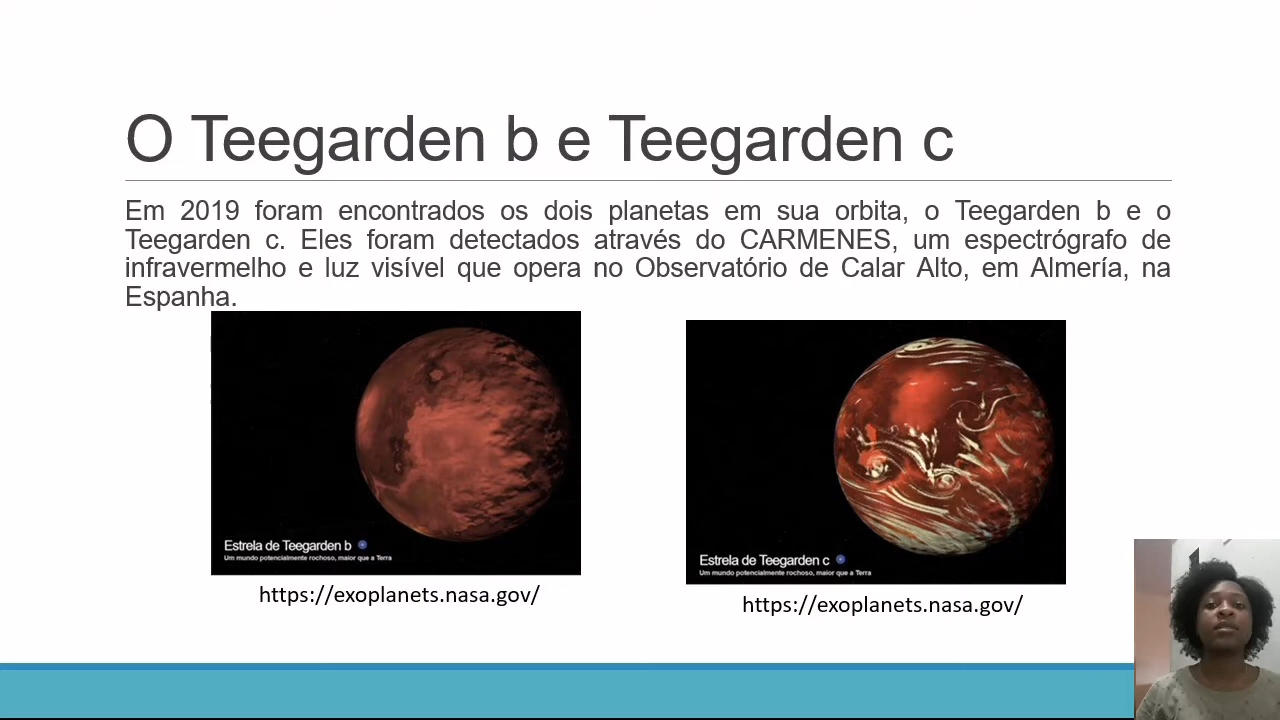 O Teegarden b e Teegarden c
Em 2019 foram encontrados os dois planetas em sua orbita, o Teegarden b e o
Teegarden c. Eles foram detectados através do CARMENES, um espectrógrafo de
infravermelho e luz visível que opera no Observatório de Calar Alto, em Almería, na
Espanha.
Estrela de Teegarden b
Um mundo potencialmente rochoso, maior que a Terra
https://exoplanets.nasa.gov/
Estrela de Teegarden c
Um mundo potencialmente rochoso, maior que a Terra
https://exoplanets.nasa.gov/